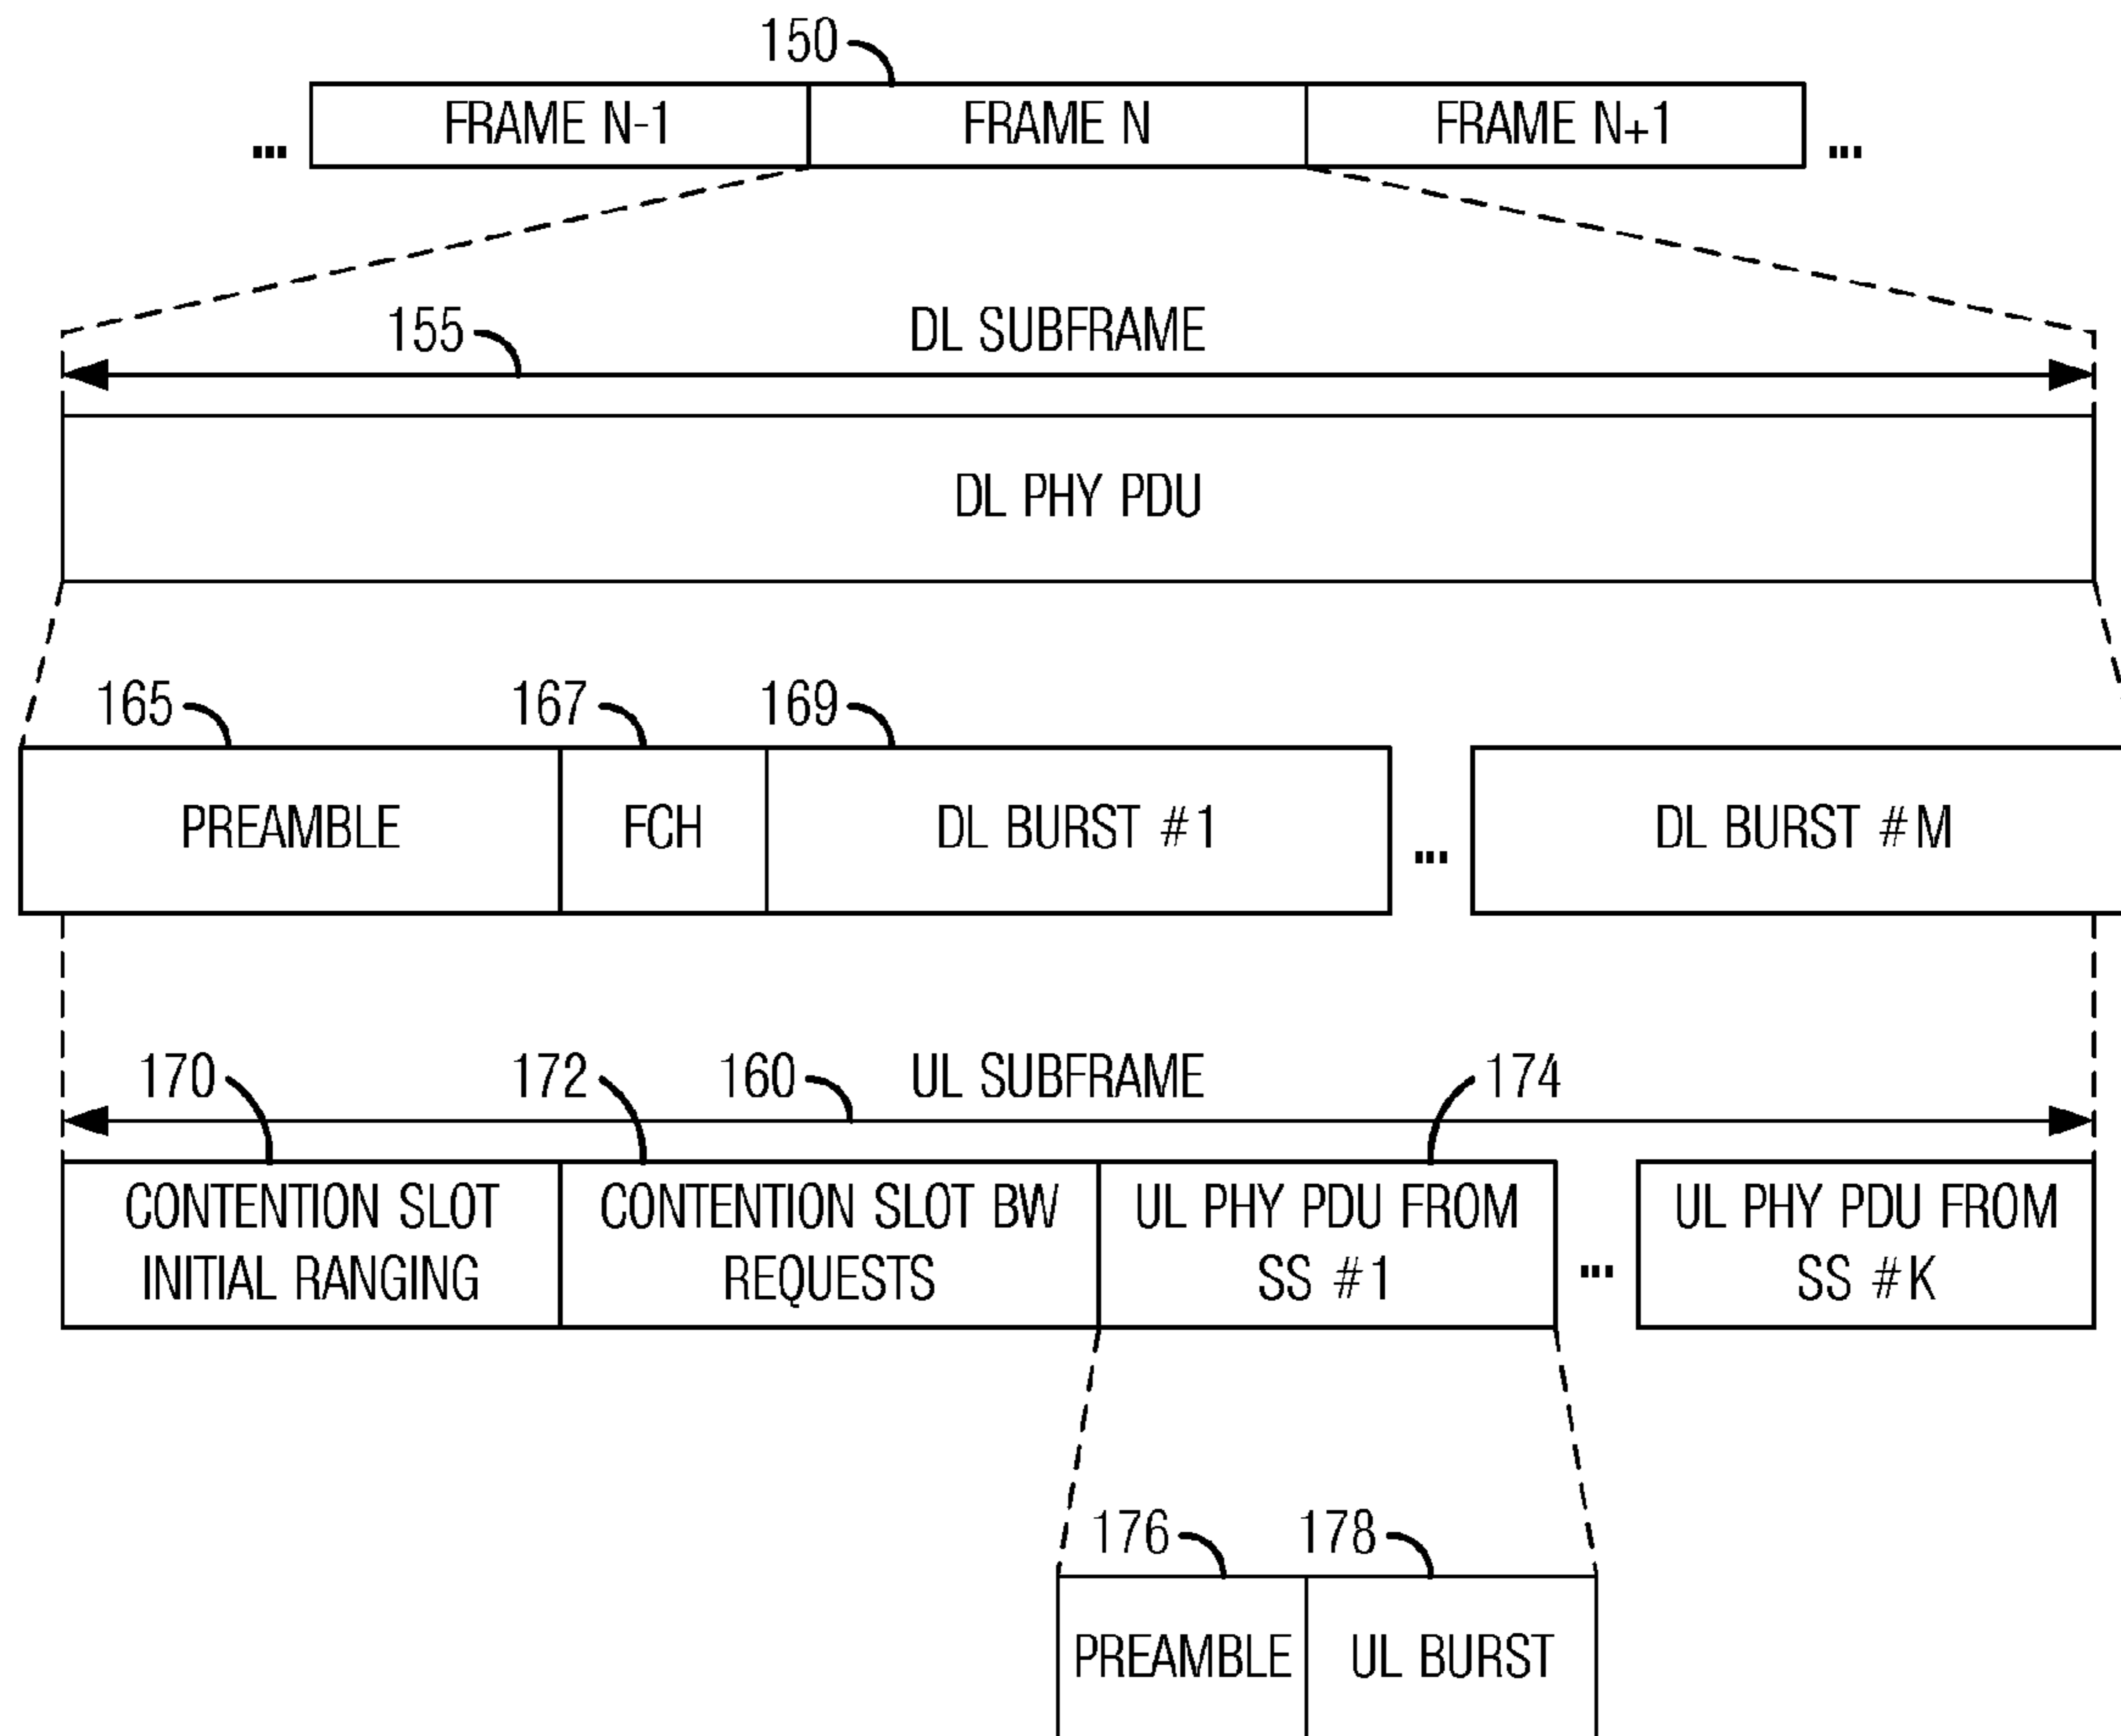 150
... FRAME N-1 FRAME N FRAME N+1 ...
155 DL SUBFRAME
DL PHY PDU
165 167 169
PREAMBLE FCH DL BURST #1 ... DL BURST #M
170 172 160 UL SUBFRAME 174
CONTENTION SLOT
INITIAL RANGING
CONTENTION SLOT BW
REQUESTS
UL PHY PDU FROM
SS #1
...
UL PHY PDU FROM
SS #K
176 178
PREAMBLE UL BURST